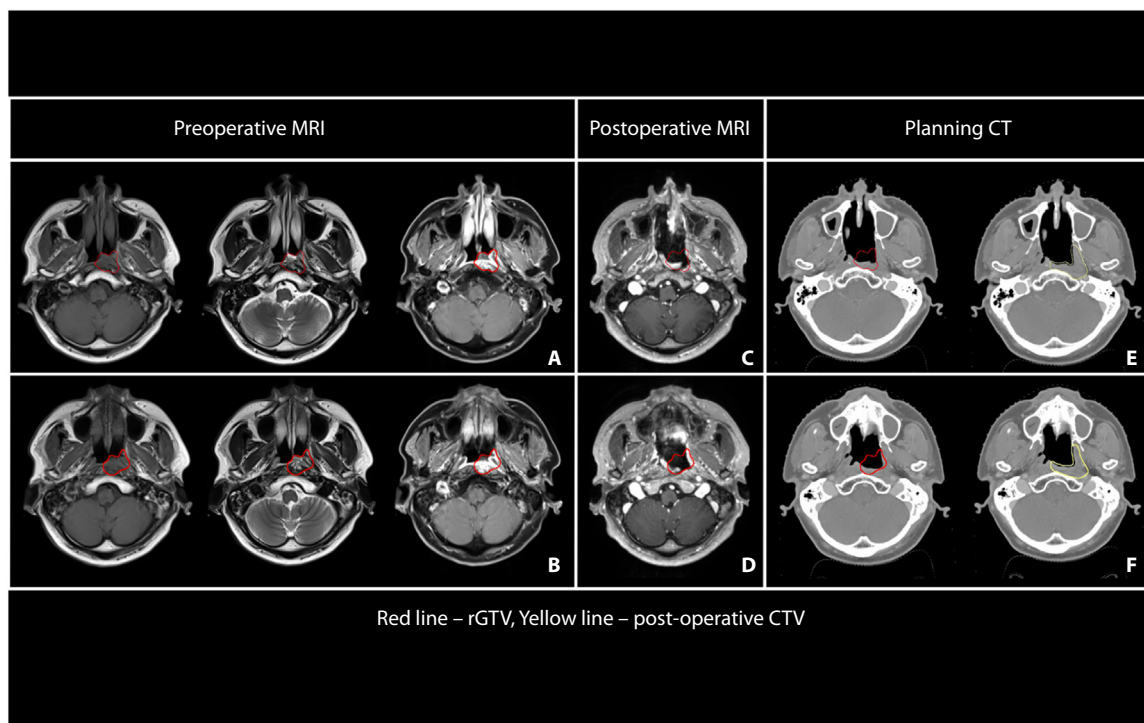 Preoperative MRI
Postoperative MRI
Planning CT
A
C
E
B
D
F
Red line – rGTV, Yellow line – post-operative CTV